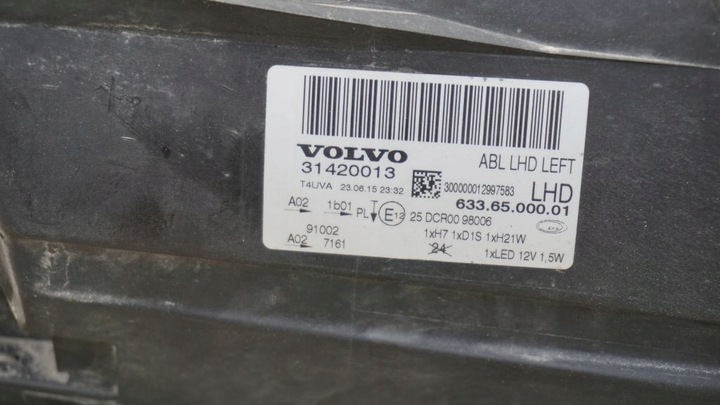 VOLVO
31420013
ABL LHD LEFT
T4UVA 23.06.15 23:32
300000012997583
LHD
633.65.000.01
A02 1b01 PL E12 25 DCR00 98006
91002
1xH7 1xD1S 1xH21W
A02 7161
24
1xLED 12V 1,5W